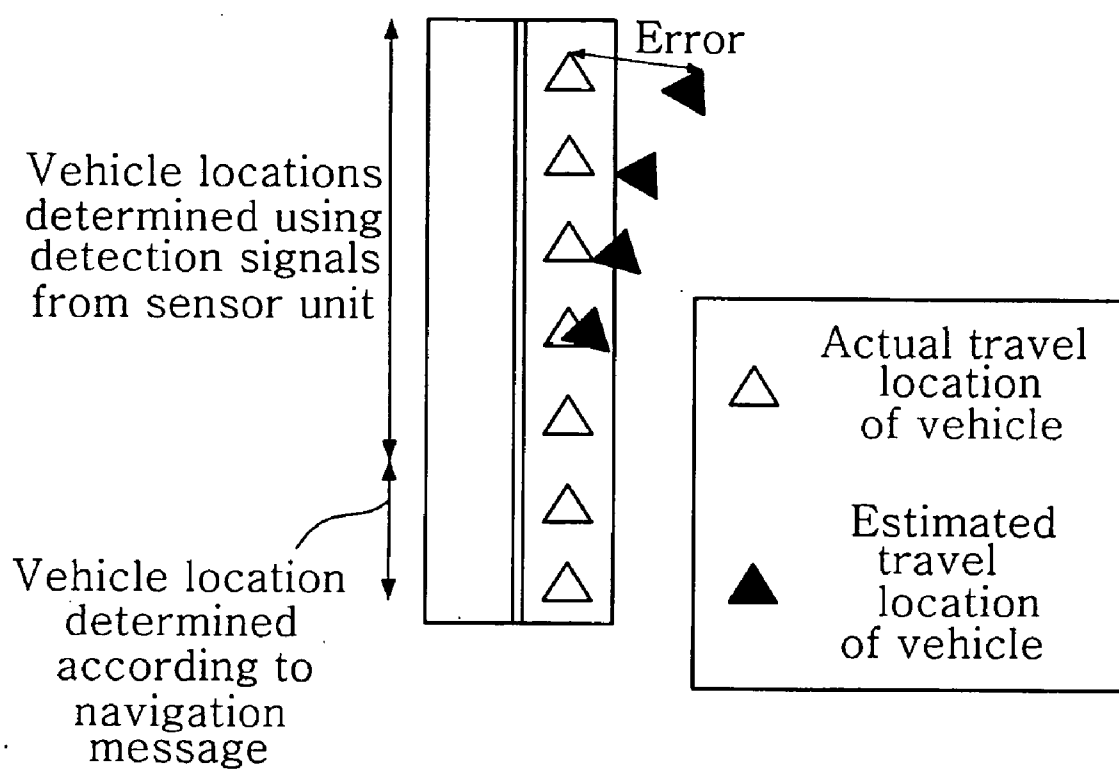 Error
Vehicle locations
determined using
detection signals
from sensor unit
Actual travel
location
of vehicle
Estimated
travel
location
of vehicle
Vehicle location
determined
according to
navigation
message